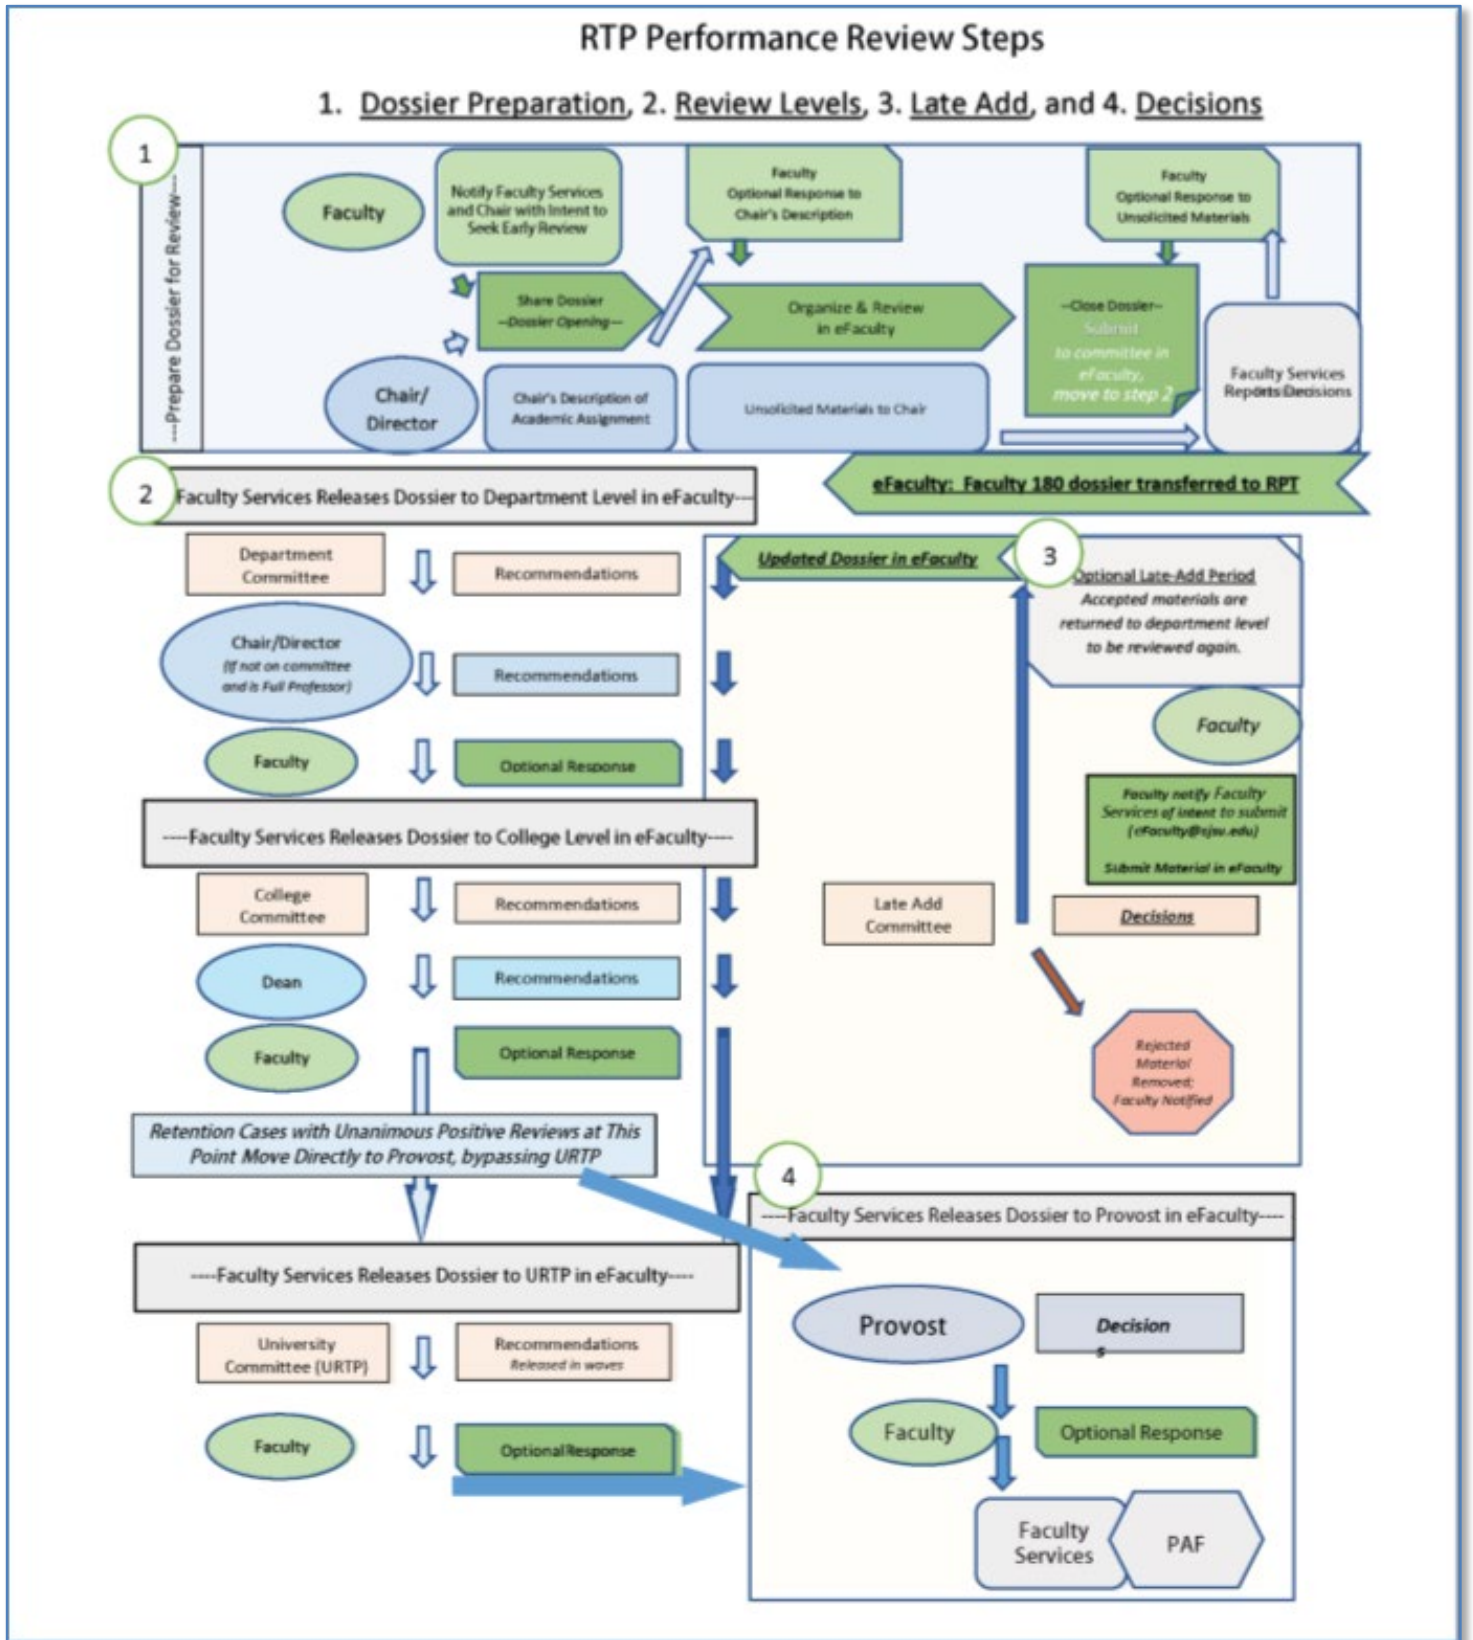 RTP Performance Review Steps
1. Dossier Preparation, 2. Review Levels, 3. Late Add, and 4. Decisions
1
---Prepare Dossier for Review---
Faculty
Notify Faculty Services
and Chair with Intent to
Seek Early Review
Faculty
Optional Response to
Chair's Description
Faculty
Optional Response to
Unsolicited Materials
Share Dossier
--Dossier Opening---
Organize & Review
in eFaculty
--Close Dossier--
Submit
to committee in
eFaculty,
move to step 2
Chair/
Director
Chair's Description of
Academic Assignment
Unsolicited Materials to Chair
Faculty Services
Reports Decisions
eFaculty: Faculty 180 dossier transferred to RPT
2
Faculty Services Releases Dossier to Department Level in eFaculty---
Department
Committee
Recommendations
Chair/Director
(If not on committee
and is Full Professor)
Recommendations
Faculty
Optional Response
----Faculty Services Releases Dossier to College Level in eFaculty----
College
Committee
Recommendations
Dean
Recommendations
Faculty
Optional Response
Retention Cases with Unanimous Positive Reviews at This
Point Move Directly to Provost, bypassing URTP
----Faculty Services Releases Dossier to URTP in eFaculty----
University
Committee (URTP)
Recommendations
Released in waves
Faculty
OptionalResponse
Updated Dossier in eFaculty
3
Optional Late-Add Period
Accepted materials are
returned to department level
to be reviewed again.
Faculty
Faculty notify Faculty
Services of intent to submit
(eFaculty@sjsu.edu)
Submit Material in eFaculty
Late Add
Committee
Decisions
Rejected
Material
Removed;
Faculty Notified
4
----Faculty Services Releases Dossier to Provost in eFaculty----
Provost
Decision
s
Faculty
Optional Response
Faculty
Services
PAF